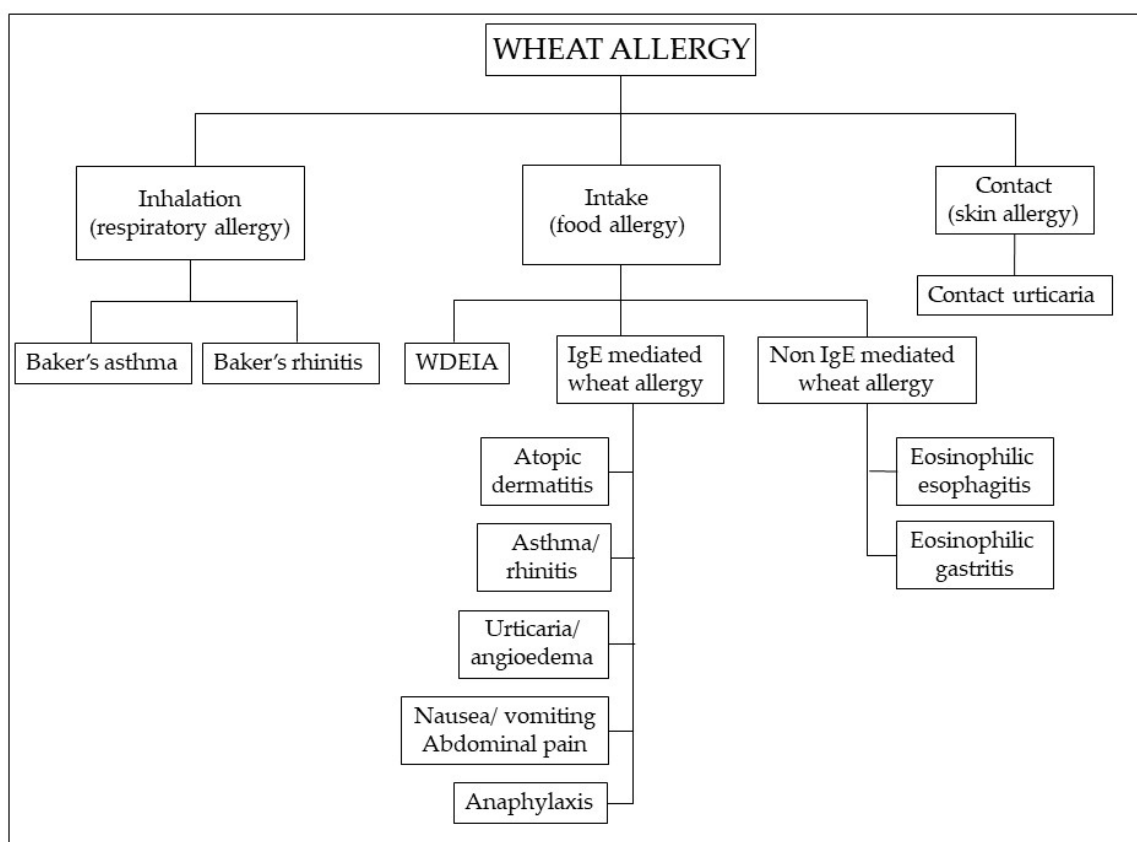 WHEAT ALLERGY
Inhalation
(respiratory allergy)
Intake
(food allergy)
Contact
(skin allergy)
Contact urticaria
Baker's asthma
Baker's rhinitis
WDEIA
IgE mediated
wheat allergy
Non IgE mediated
wheat allergy
Atopic
dermatitis
Asthma/
rhinitis
Urticaria/
angioedema
Nausea/ vomiting
Abdominal pain
Anaphylaxis
Eosinophilic
esophagitis
Eosinophilic
gastritis